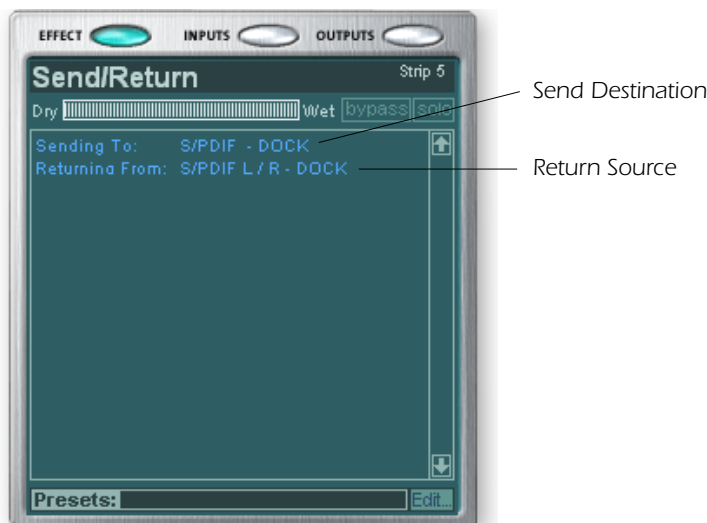 EFFECT INPUTS OUTPUTS
Send/Return Strip 5
Dry Wet bypass solo
Sending To: S/PDIF - DOCK
Returning From: S/PDIF L / R - DOCK
Send Destination
Return Source
Presets: Edit...